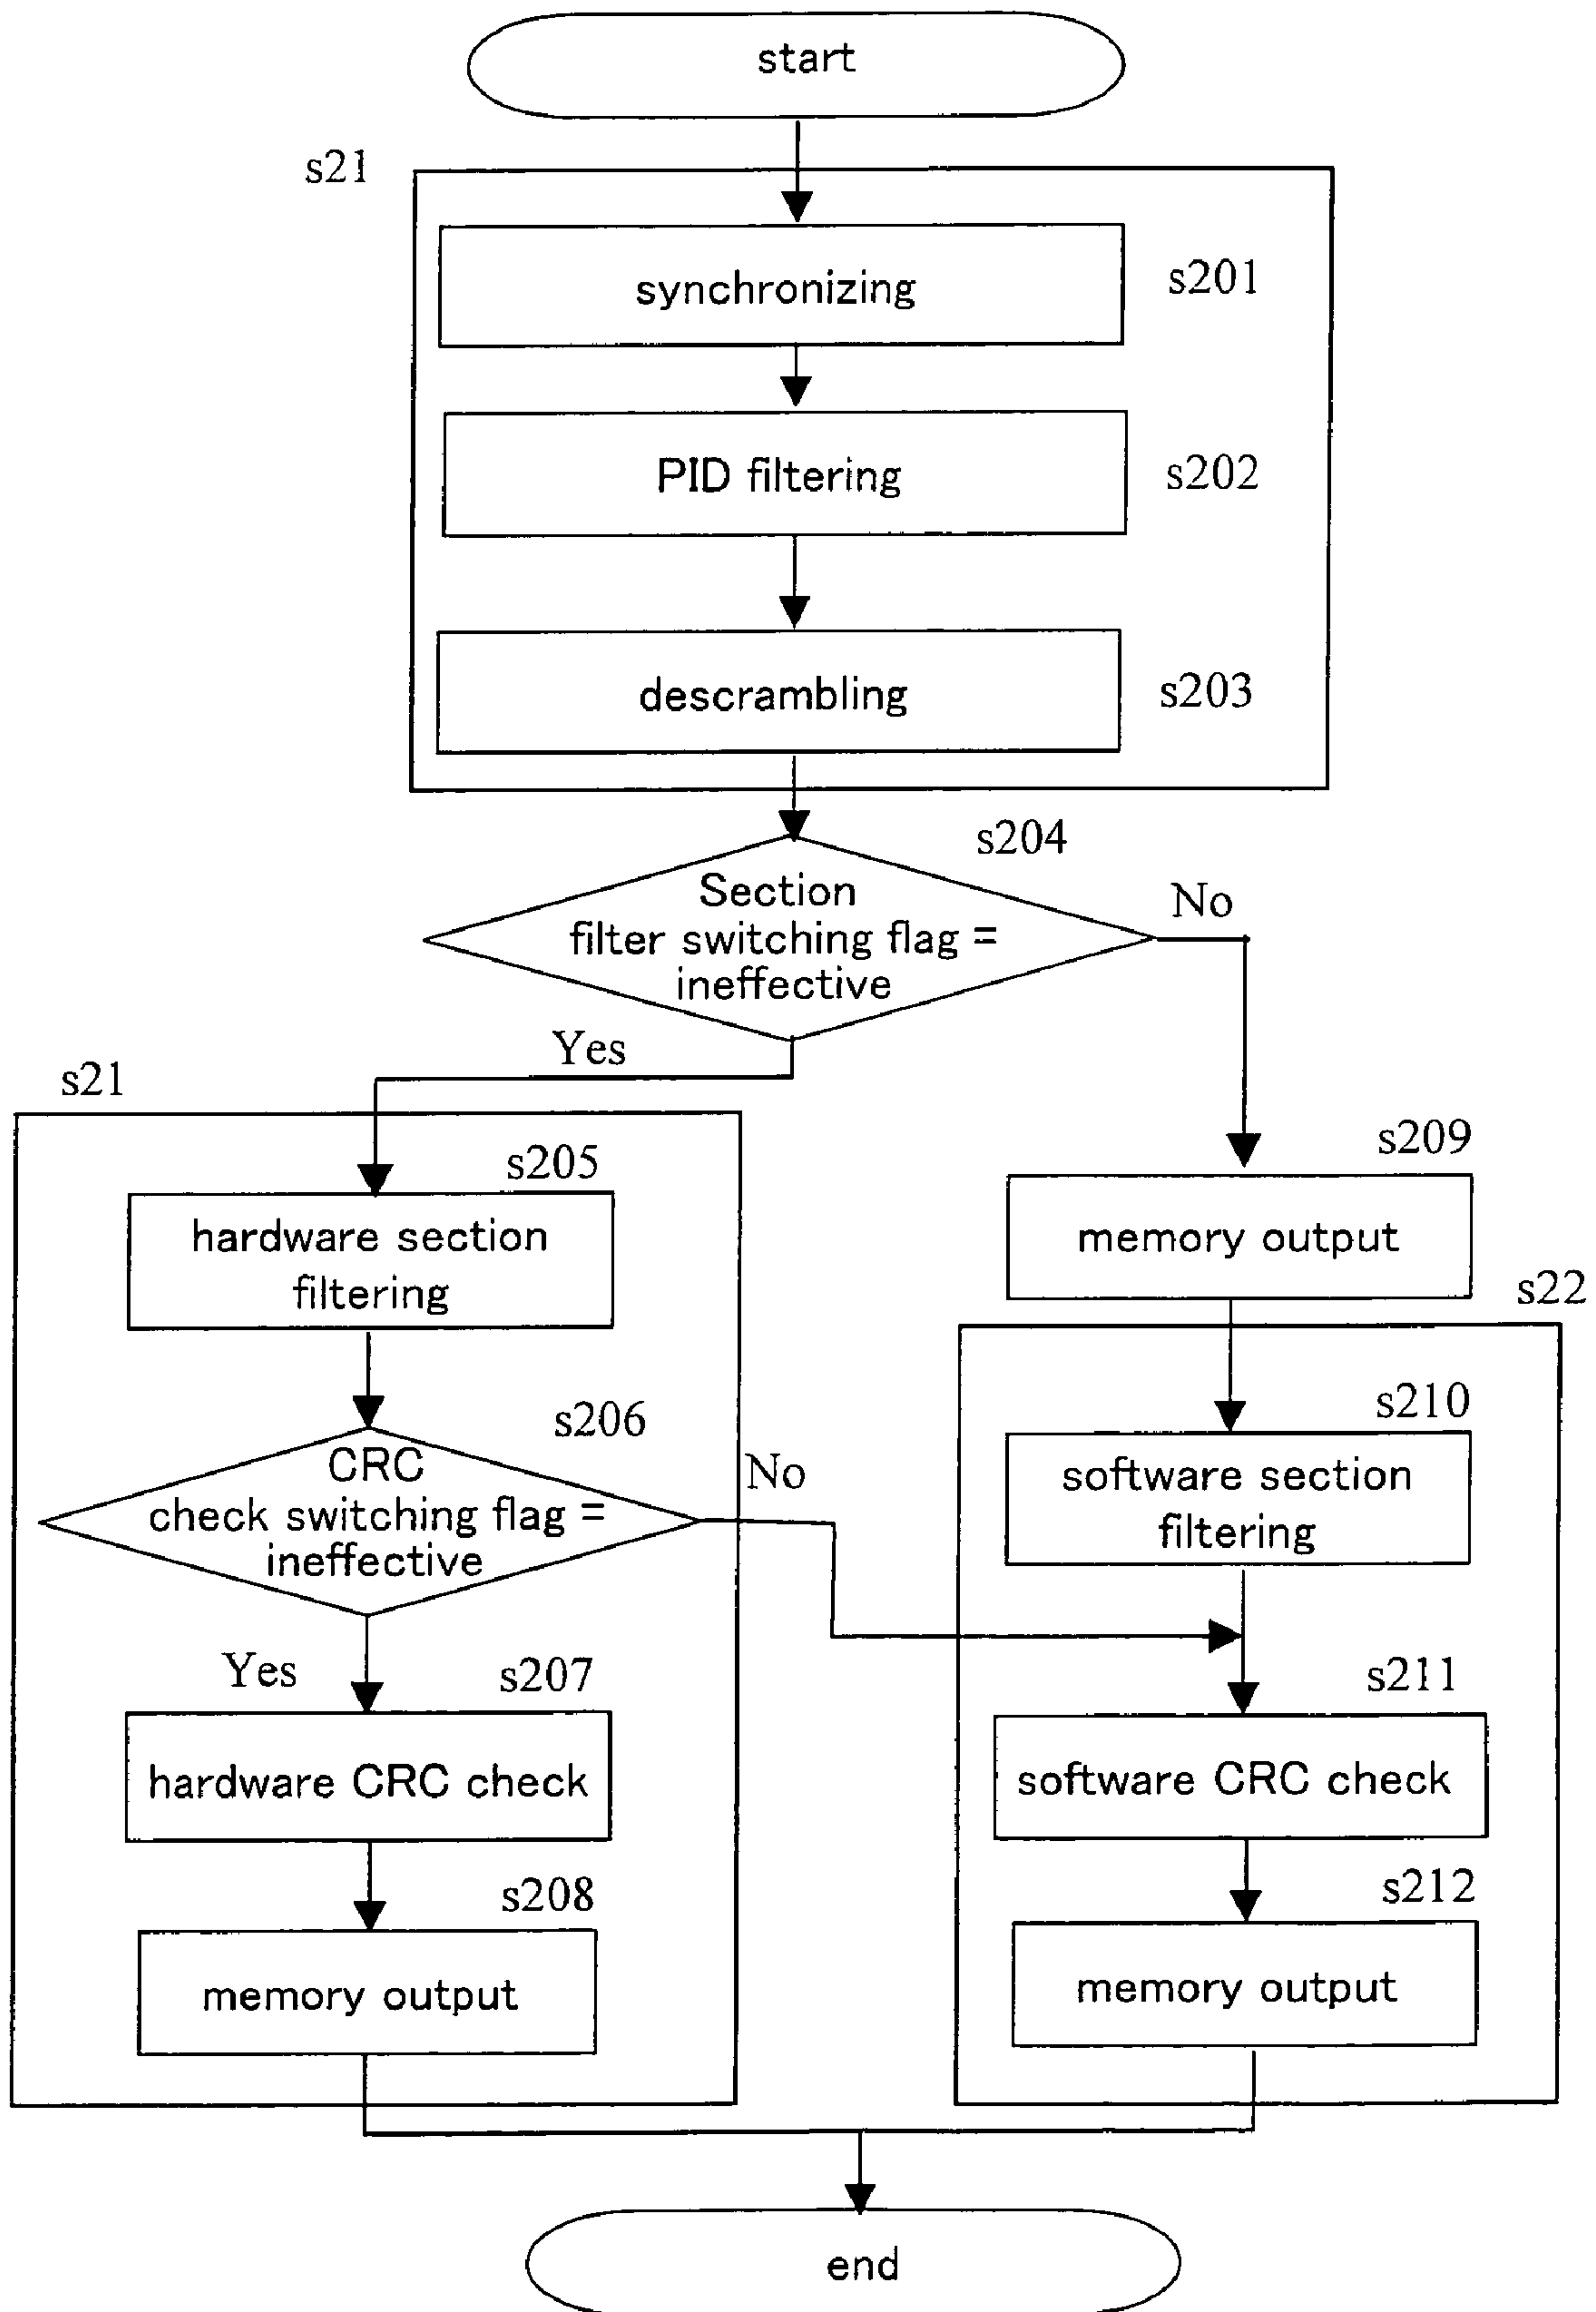 start
s21
synchronizing
s201
PID filtering
s202
descrambling
s203
s204
Section
filter switching flag =
ineffective
No
Yes
s21
s205
hardware section
filtering
s209
memory output
s22
s206
CRC
check switching flag =
ineffective
No
s210
software section
filtering
Yes
s207
hardware CRC check
s211
software CRC check
s208
memory output
s212
memory output
end